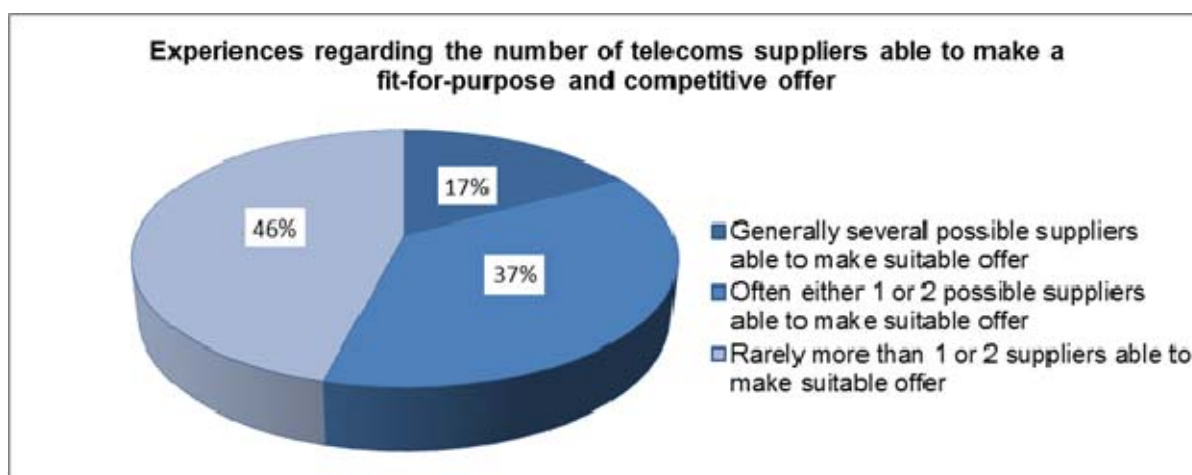 Experiences regarding the number of telecoms suppliers able to make a
fit-for-purpose and competitive offer
17%
46%
37%
Generally several possible suppliers
able to make suitable offer
Often either 1 or 2 possible suppliers
able to make suitable offer
Rarely more than 1 or 2 suppliers able to
make suitable offer